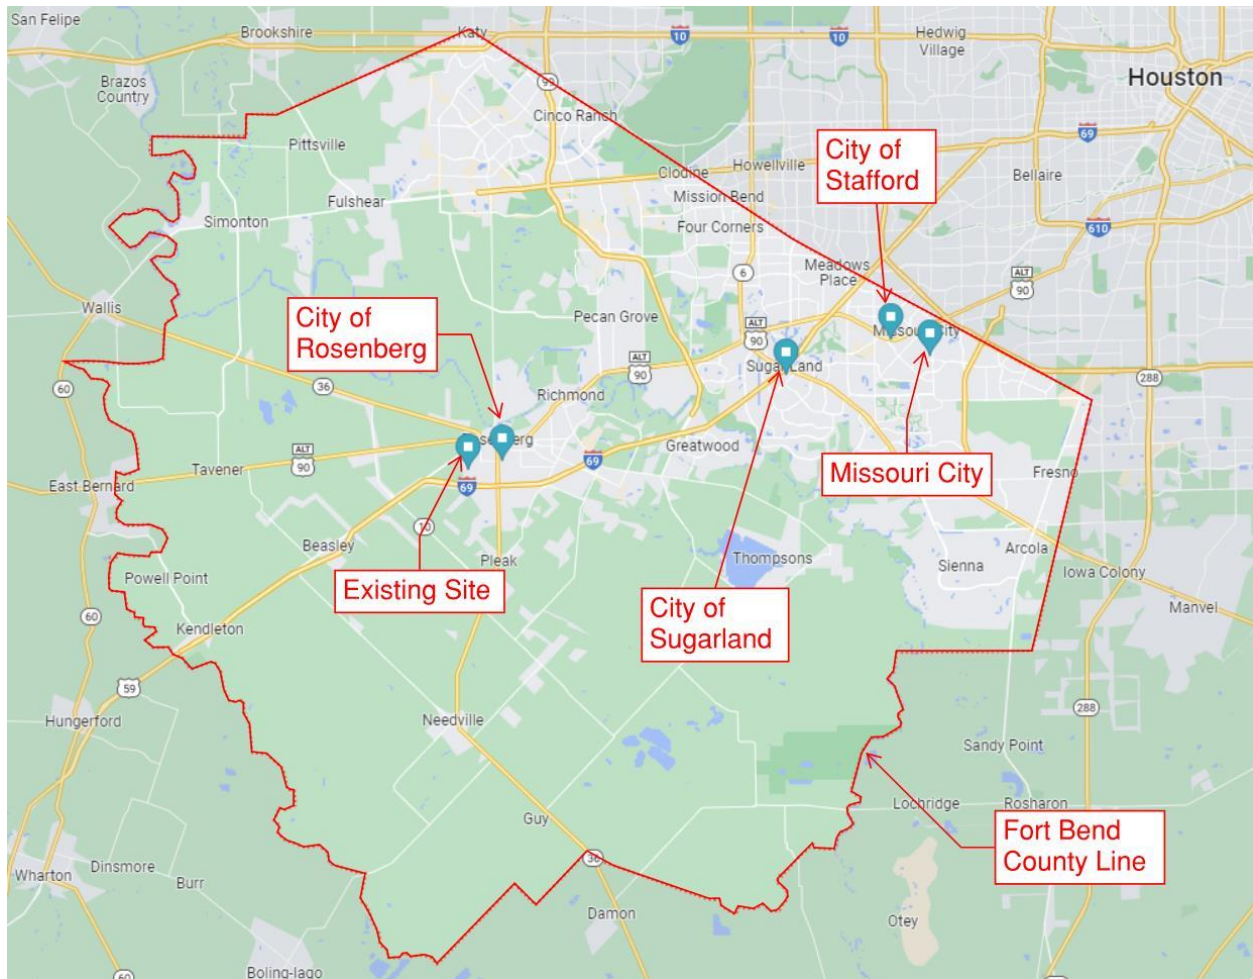 San Felipe
Brookshire
Katy
10
10
Hedwig
Village
Brazos
Country
99
Houston
Cinco Ranch
69
Pittsville
City of
Stafford
Howellville
Clodine
Bellaire
Mission Bend
Fulshear
Simonton
Four Corners
610
6
Meadows
Place
ALT
90
Wallis
City of
Rosenberg
Pecan Grove
ALT
90
Missouri City
Sugar Land
ALT
90
60
36
288
Richmond
Greatwood
69
Tavener
ALT
90
Missouri City
Fresno
East Bernard
69
10
Beasley
Pleak
Thompsons
Arcola
Sienna
Iowa Colony
Powell Point
Existing Site
City of
Sugarland
Manvel
60
Kendleton
59
Hungerford
Needville
288
Sandy Point
Guy
Lochridge
Rosharon
Fort Bend
County Line
36
Dinsmore
Wharton
Burr
Damon
Otey
60
Boling-Iago